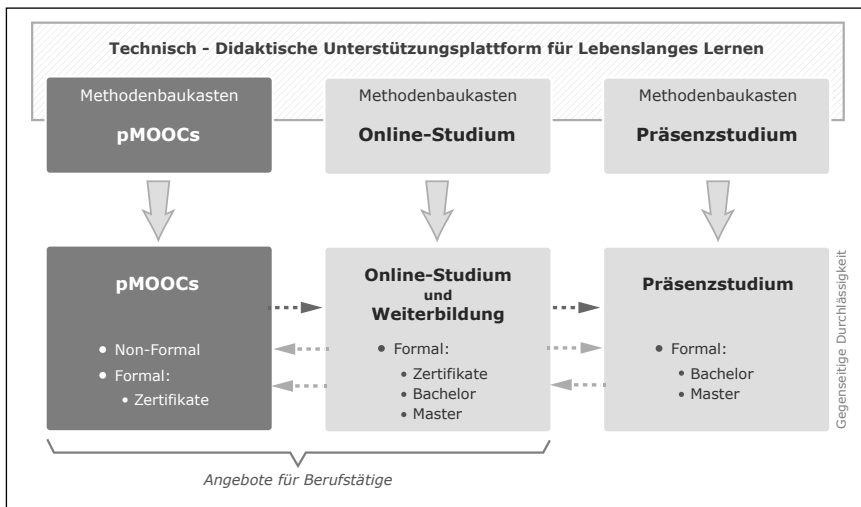 Technisch - Didaktische Unterstützungsplattform für Lebenslanges Lernen
Methodenbaukasten
pMOOCs
Methodenbaukasten
Online-Studium
Methodenbaukasten
Präsenzstudium
pMOOCs
• Non-Formal
• Formal:
• Zertifikate
Online-Studium
und
Weiterbildung
• Formal:
• Zertifikate
• Bachelor
• Master
Präsenzstudium
• Formal:
• Bachelor
• Master
Gegenseitige Durchlässigkeit
Angebote für Berufstätige